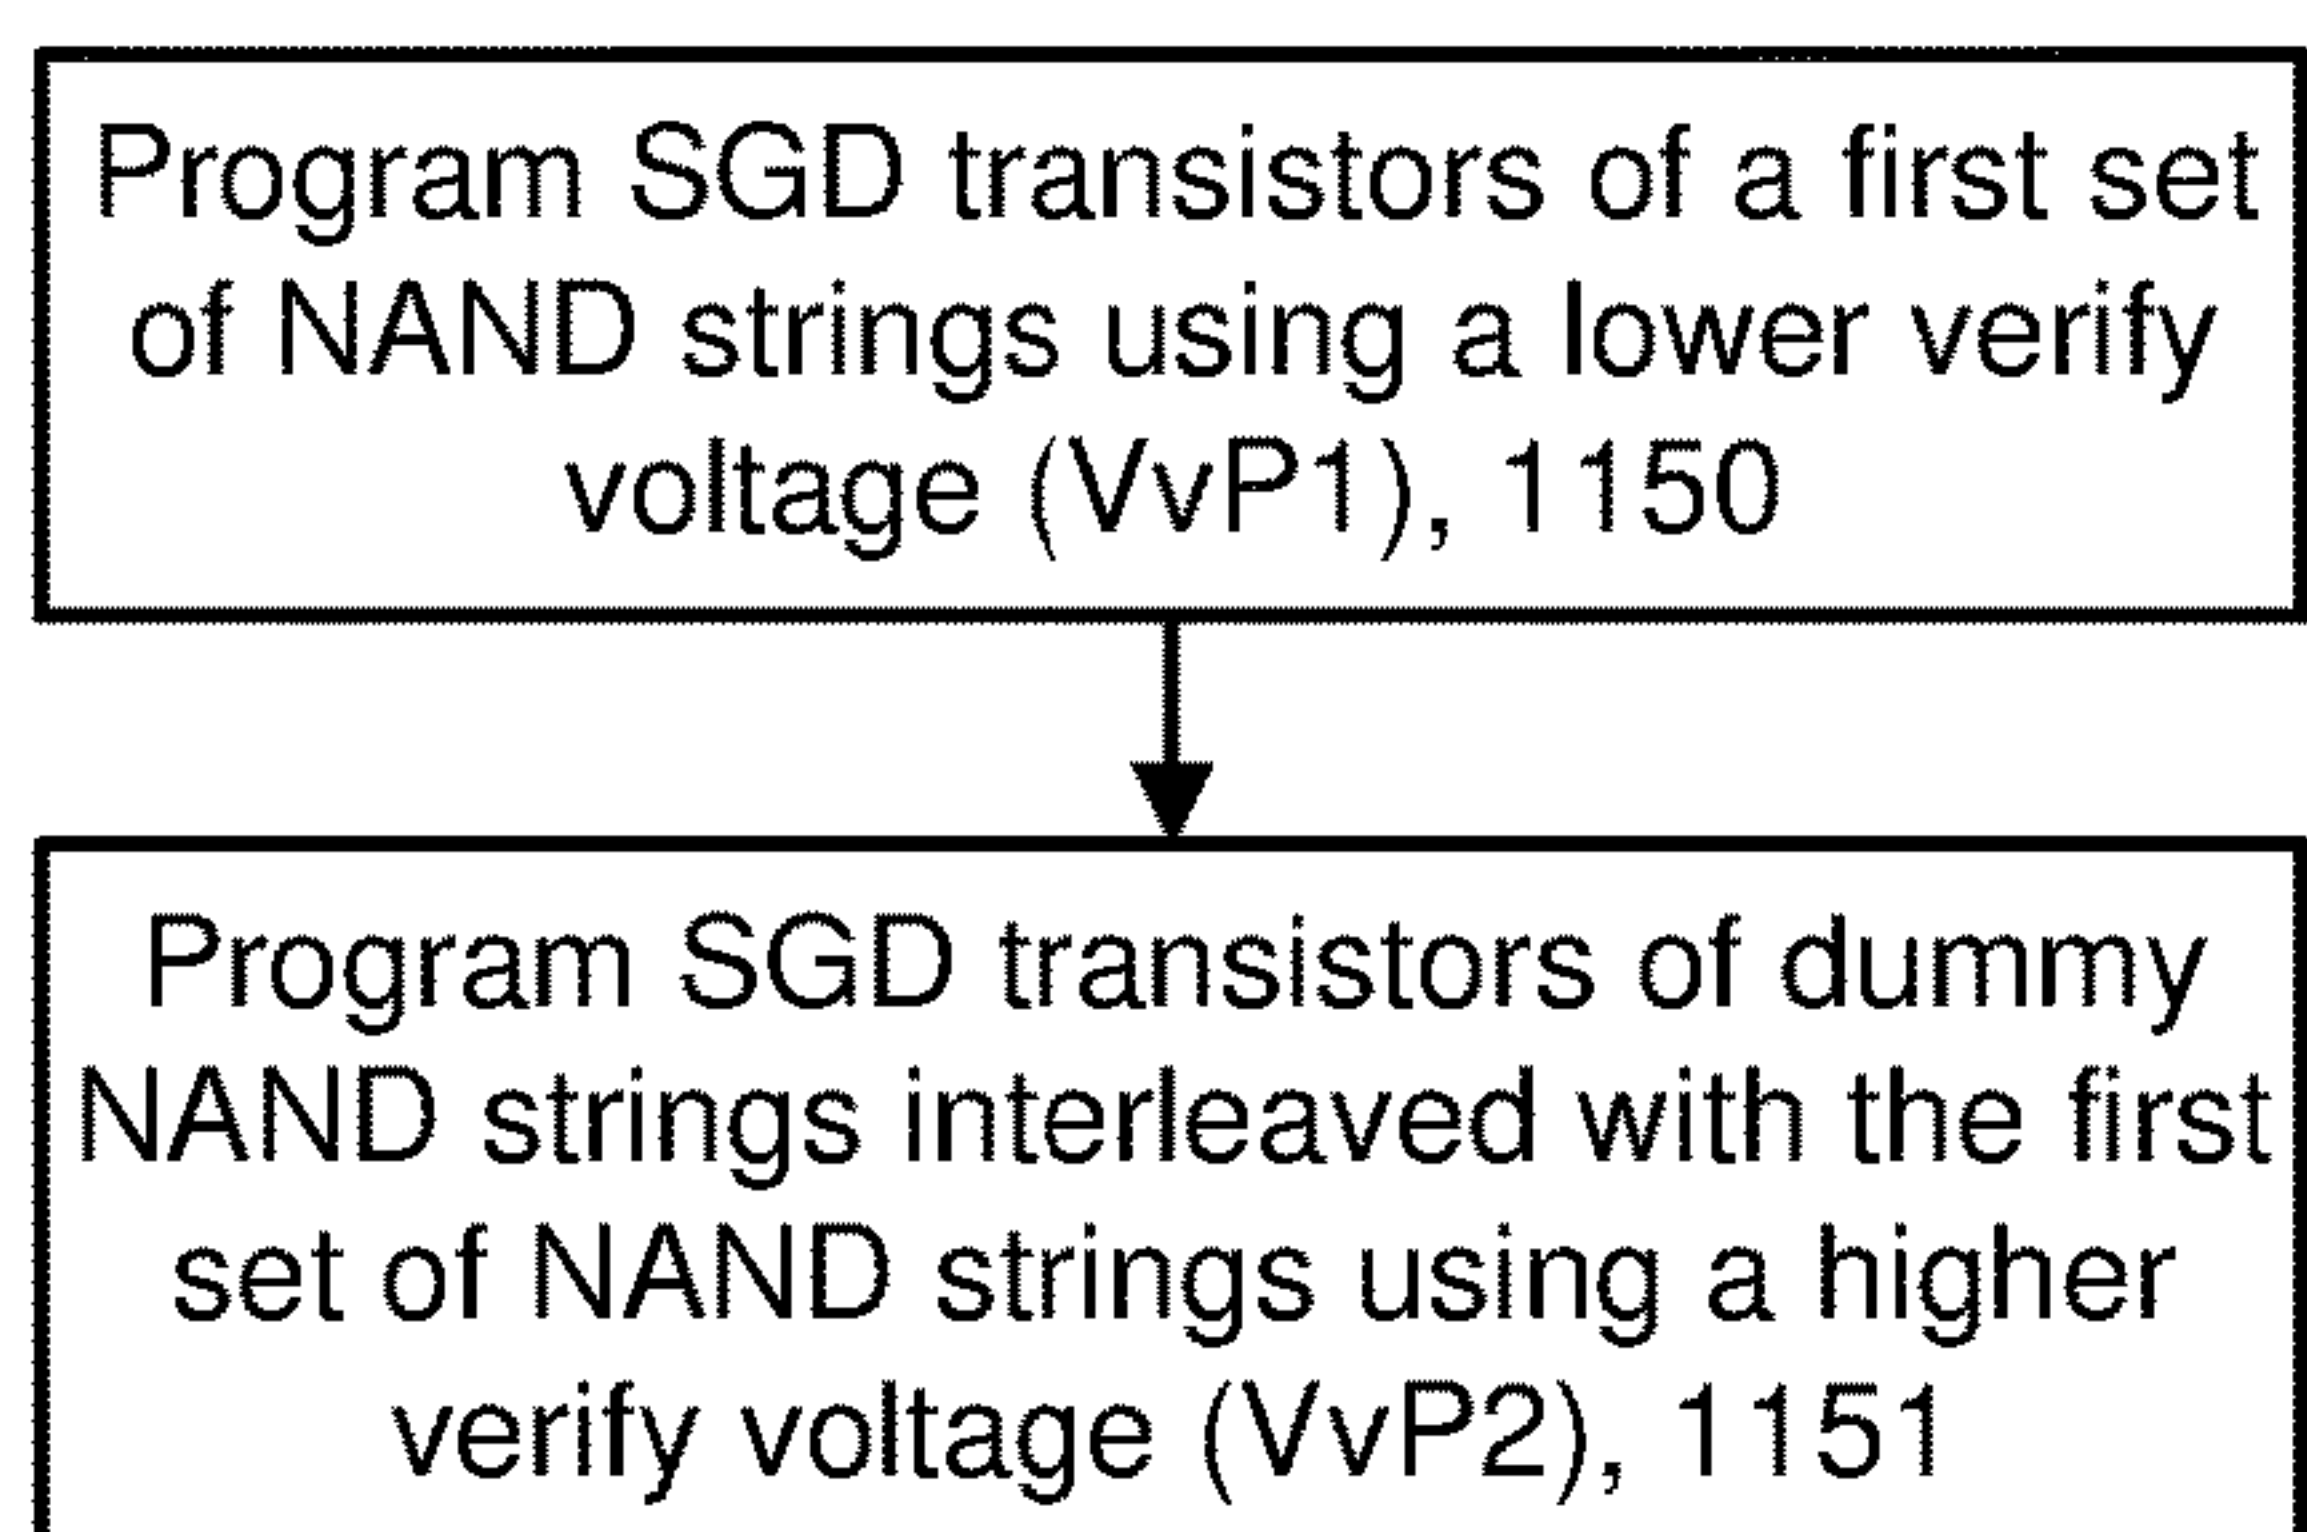 Program SGD transistors of a first set
of NAND strings using a lower verify
voltage (VvP1), 1150
Program SGD transistors of dummy
NAND strings interleaved with the first
set of NAND strings using a higher
verify voltage (VvP2), 1151